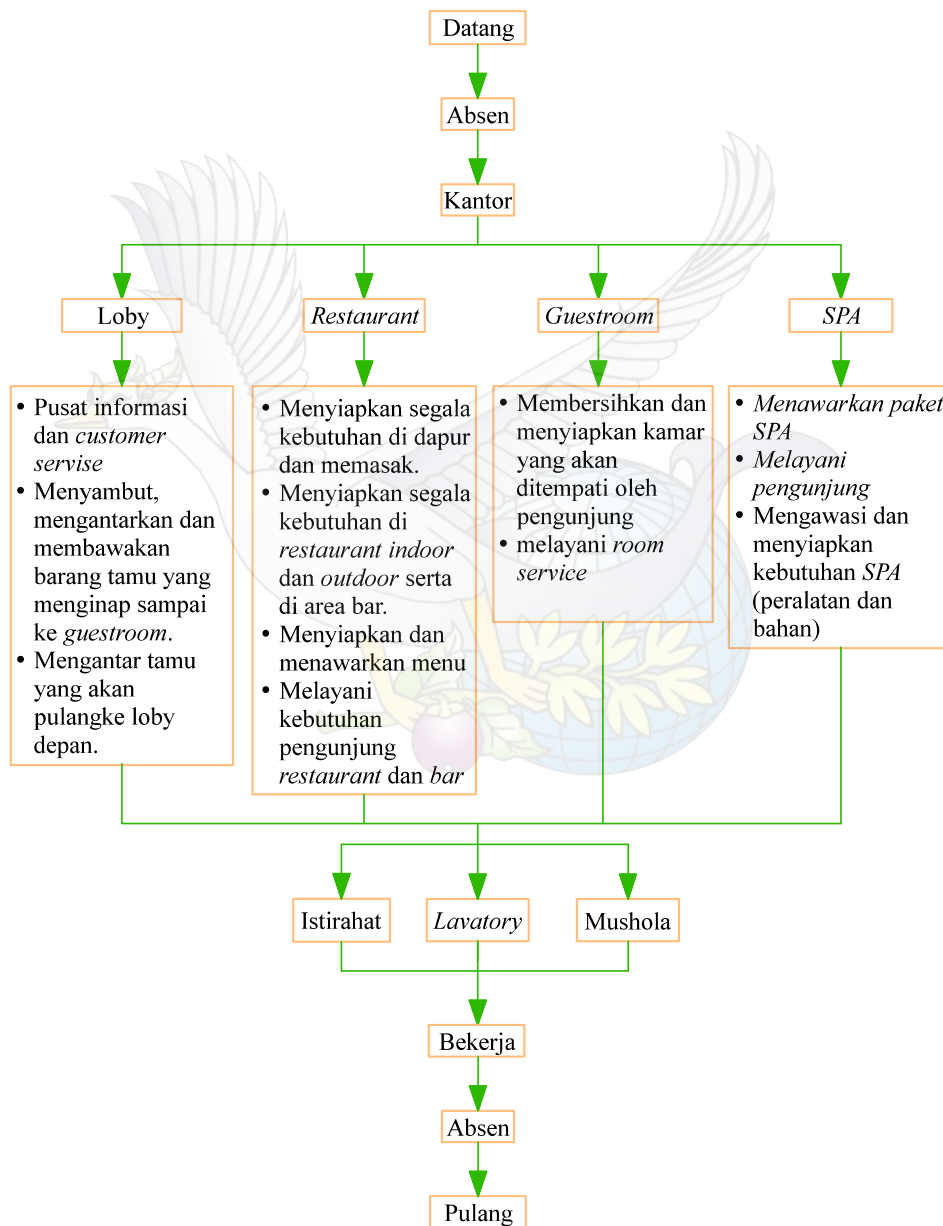 Datang
Absen
Kantor
Loby
Restaurant
Guestroom
SPA
• Pusat informasi
dan customer
servise
• Menyambut,
mengantarkan dan
membawakan
barang tamu yang
menginap sampai
ke guestroom.
• Mengantar tamu
yang akan
pulangke loby
depan.
• Menyiapkan segala
kebutuhan di dapur
dan memasak.
• Menyiapkan segala
kebutuhan di
restaurant indoor
dan outdoor serta
di area bar.
• Menyiapkan dan
menawarkan menu
• Melayani
kebutuhan
pengunjung
restaurant dan bar
• Membersihkan dan
menyiapkan kamar
yang akan
ditempati oleh
pengunjung
• melayani room
service
• Menawarkan paket
SPA
• Melayani
pengunjung
• Mengawasi dan
menyiapkan
kebutuhan SPA
(peralatan dan
bahan)
Istirahat
Lavatory
Mushola
Bekerja
Absen
Pulang